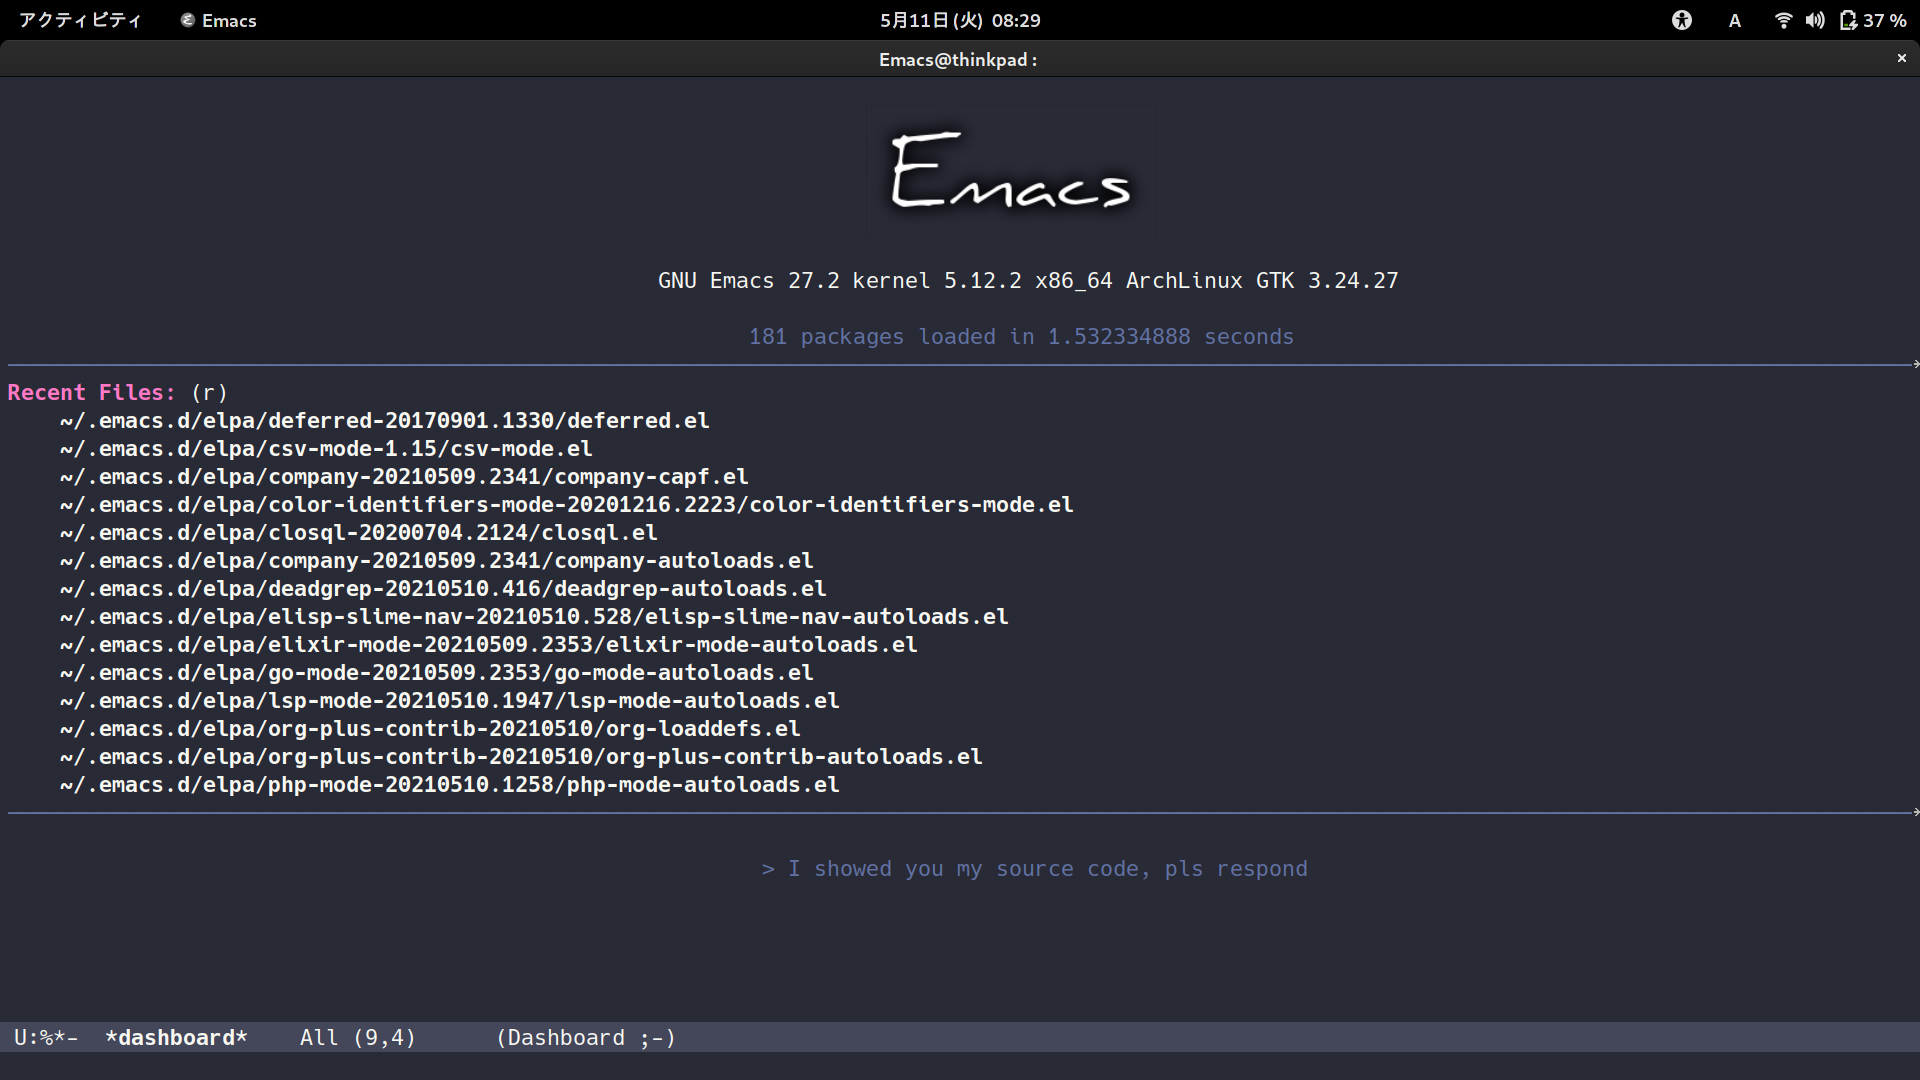 アクティビティ Emacs 5月11日 (火) 08:29 A 37 %
Emacs@thinkpad: ×
Emacs
GNU Emacs 27.2 kernel 5.12.2 x86_64 ArchLinux GTK 3.24.27
181 packages loaded in 1.532334888 seconds
Recent Files: (r)
~/.emacs.d/elpa/deferred-20170901.1330/deferred.el
~/.emacs.d/elpa/csv-mode-1.15/csv-mode.el
~/.emacs.d/elpa/company-20210509.2341/company-capf.el
~/.emacs.d/elpa/color-identifiers-mode-20201216.2223/color-identifiers-mode.el
~/.emacs.d/elpa/closql-20200704.2124/closql.el
~/.emacs.d/elpa/company-20210509.2341/company-autoloads.el
~/.emacs.d/elpa/deadgrep-20210510.416/deadgrep-autoloads.el
~/.emacs.d/elpa/elisp-slime-nav-20210510.528/elisp-slime-nav-autoloads.el
~/.emacs.d/elpa/elixir-mode-20210509.2353/elixir-mode-autoloads.el
~/.emacs.d/elpa/go-mode-20210509.2353/go-mode-autoloads.el
~/.emacs.d/elpa/lsp-mode-20210510.1947/lsp-mode-autoloads.el
~/.emacs.d/elpa/org-plus-contrib-20210510/org-loaddefs.el
~/.emacs.d/elpa/org-plus-contrib-20210510/org-plus-contrib-autoloads.el
~/.emacs.d/elpa/php-mode-20210510.1258/php-mode-autoloads.el
> I showed you my source code, pls respond
U:%*- *dashboard* All (9,4) (Dashboard ;-)